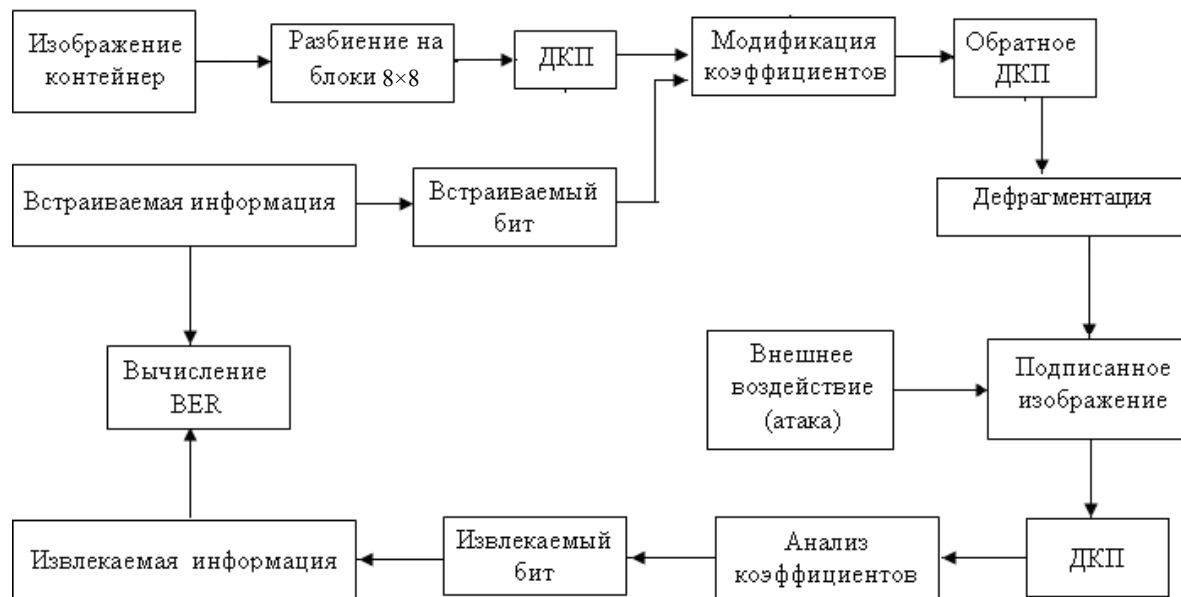 Изображение
контейнер
Разбиение на
блоки 8×8
ДКП
Модификация
коэффициентов
Обратное
ДКП
Встраиваемая информация
Встраиваемый
бит
Дефрагментация
Вычисление
BER
Внешнее
воздействие
(атака)
Подписанное
изображение
Извлекаемая информация
Извлекаемый
бит
Анализ
коэффициентов
ДКП